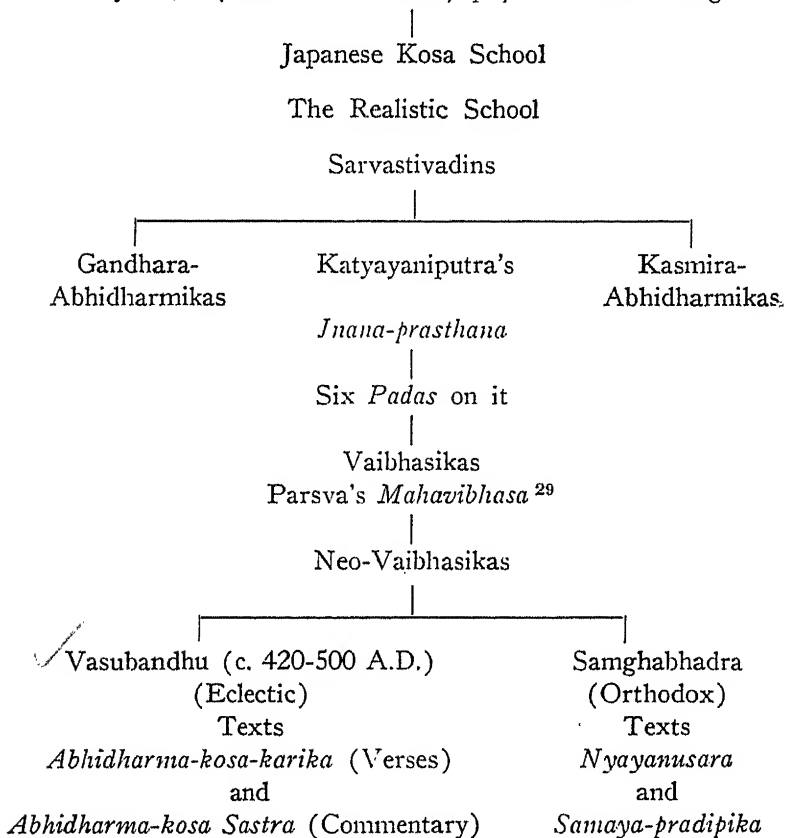 Japanese Kosa School
The Realistic School
Sarvastivadins
Gandhara- Katyayaniputra's Kasmira-
Abhidharmikas Abhidharmikas
Jnana-prasthana
Six Padas on it
Vaibhasikas
Parsva's Mahavibhasa 29
Neo-Vaibhasikas
Vasubandhu (c. 420-500 A.D.) Samghabhadra
(Eclectic) (Orthodox)
Texts Texts
Abhidharma-kosa-karika (Verses) Nyayanusara
and and
Abhidharma-kosa Sastra (Commentary) Samaya-pradipika